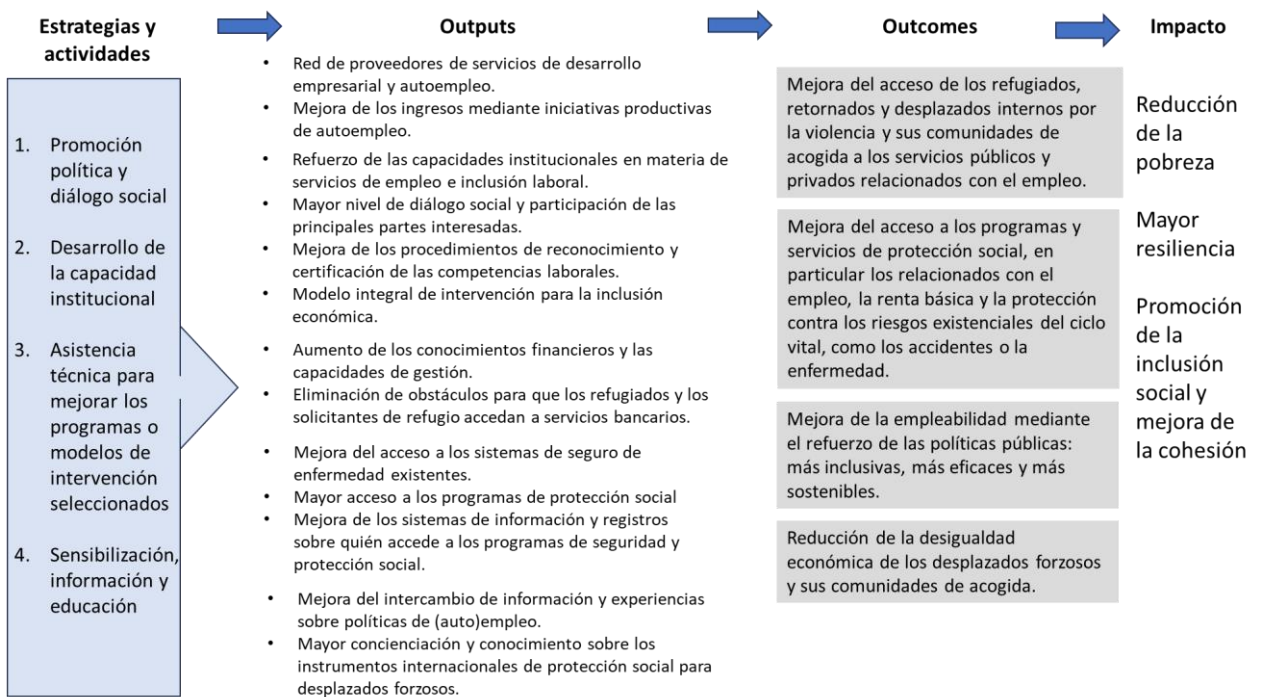 Estrategias y
actividades
Outputs
Outcomes
Impacto
1. Promoción
política y
diálogo social
2. Desarrollo de
la capacidad
institucional
3. Asistencia
técnica para
mejorar los
programas o
modelos de
intervención
seleccionados
4. Sensibilización,
información y
educación
• Red de proveedores de servicios de desarrollo
empresarial y autoempleo.
• Mejora de los ingresos mediante iniciativas productivas
de autoempleo.
• Refuerzo de las capacidades institucionales en materia de
servicios de empleo e inclusión laboral.
• Mayor nivel de diálogo social y participación de las
principales partes interesadas.
• Mejora de los procedimientos de reconocimiento y
certificación de las competencias laborales.
• Modelo integral de intervención para la inclusión
económica.
• Aumento de los conocimientos financieros y las
capacidades de gestión.
• Eliminación de obstáculos para que los refugiados y los
solicitantes de refugio accedan a servicios bancarios.
• Mejora del acceso a los sistemas de seguro de
enfermedad existentes.
• Mayor acceso a los programas de protección social
• Mejora de los sistemas de información y registros
sobre quién accede a los programas de seguridad y
protección social.
• Mejora del intercambio de información y experiencias
sobre políticas de (auto)empleo.
• Mayor concienciación y conocimiento sobre los
instrumentos internacionales de protección social para
desplazados forzosos.
Mejora del acceso de los refugiados,
retornados y desplazados internos por
la violencia y sus comunidades de
acogida a los servicios públicos y
privados relacionados con el empleo.
Mejora del acceso a los programas y
servicios de protección social, en
particular los relacionados con el
empleo, la renta básica y la protección
contra los riesgos existenciales del ciclo
vital, como los accidentes o la
enfermedad.
Mejora de la empleabilidad mediante
el refuerzo de las políticas públicas:
más inclusivas, más eficaces y más
sostenibles.
Reducción de la desigualdad
económica de los desplazados forzosos
y sus comunidades de acogida.
Reducción
de la
pobreza
Mayor
resiliencia
Promoción
de la
inclusión
social y
mejora de
la cohesión